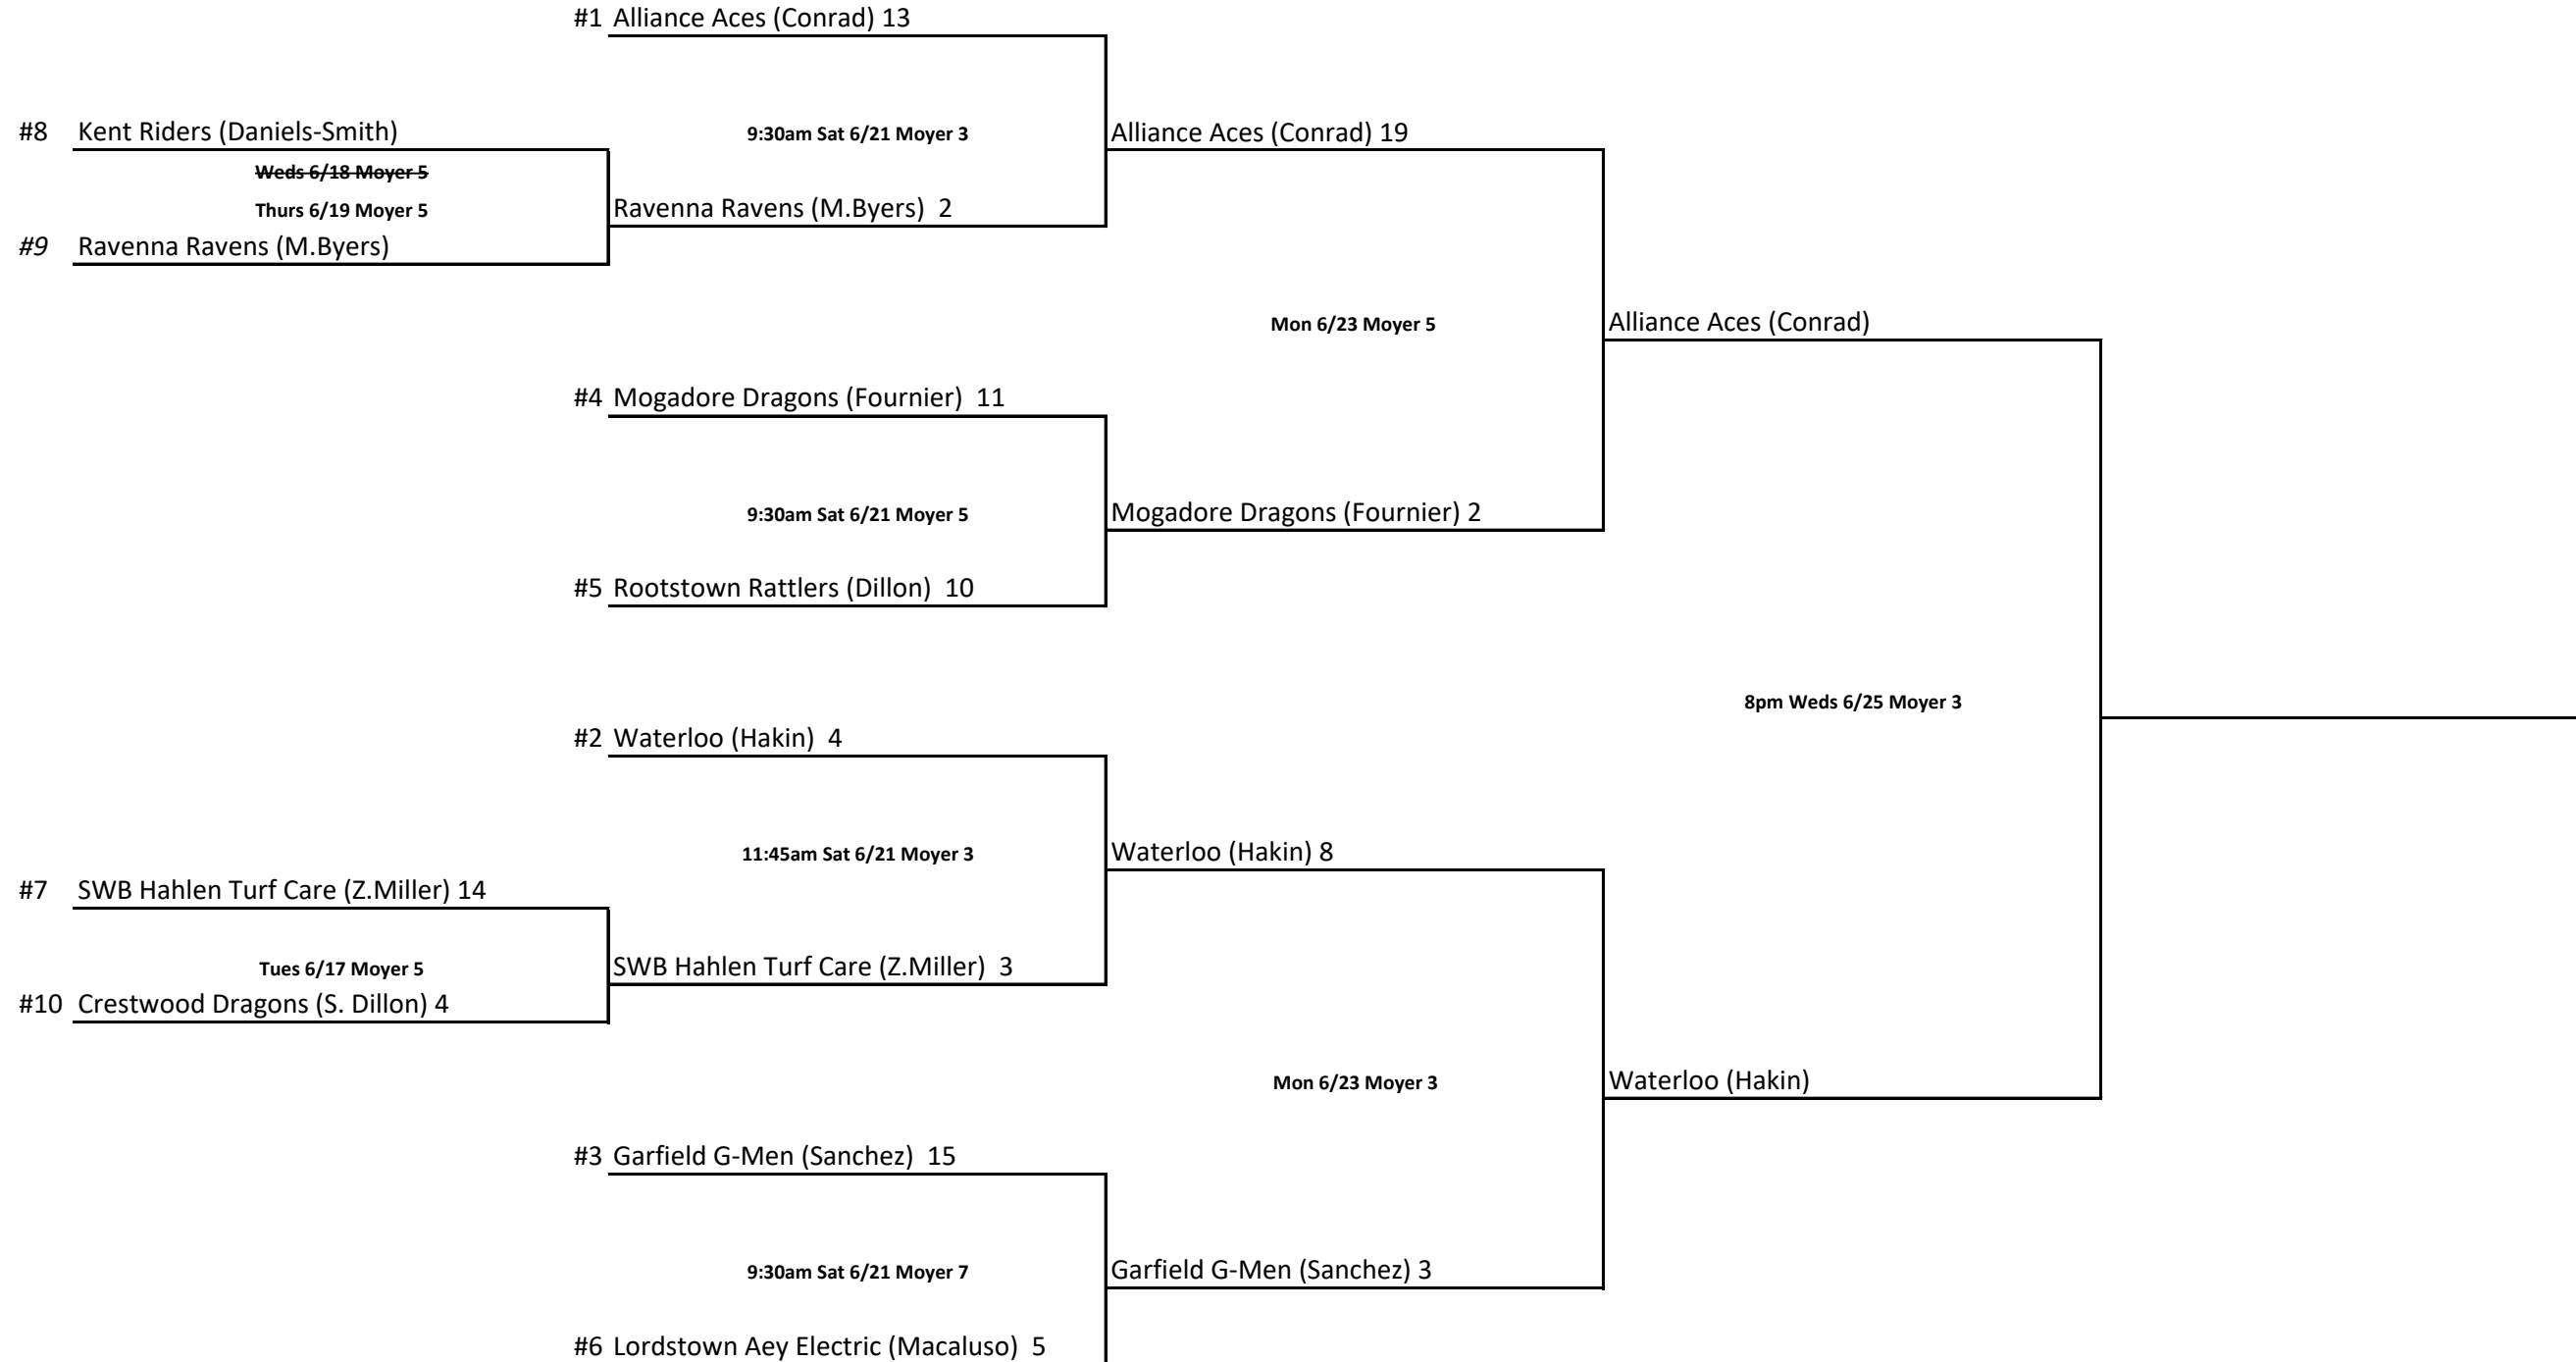 #1 Alliance Aces (Conrad) 13
#8 Kent Riders (Daniels-Smith)
9:30am Sat 6/21 Moyer 3
Alliance Aces (Conrad) 19
Weds 6/18 Moyer 5
Thurs 6/19 Moyer 5
Ravenna Ravens (M.Byers) 2
#9 Ravenna Ravens (M.Byers)
Mon 6/23 Moyer 5
Alliance Aces (Conrad)
#4 Mogadore Dragons (Fournier) 11
9:30am Sat 6/21 Moyer 5
Mogadore Dragons (Fournier) 2
#5 Rootstown Rattlers (Dillon) 10
8pm Weds 6/25 Moyer 3
#2 Waterloo (Hakin) 4
11:45am Sat 6/21 Moyer 3
Waterloo (Hakin) 8
#7 SWB Hahlen Turf Care (Z.Miller) 14
Tues 6/17 Moyer 5
SWB Hahlen Turf Care (Z.Miller) 3
#10 Crestwood Dragons (S. Dillon) 4
Mon 6/23 Moyer 3
Waterloo (Hakin)
#3 Garfield G-Men (Sanchez) 15
9:30am Sat 6/21 Moyer 7
Garfield G-Men (Sanchez) 3
#6 Lordstown Aey Electric (Macaluso) 5